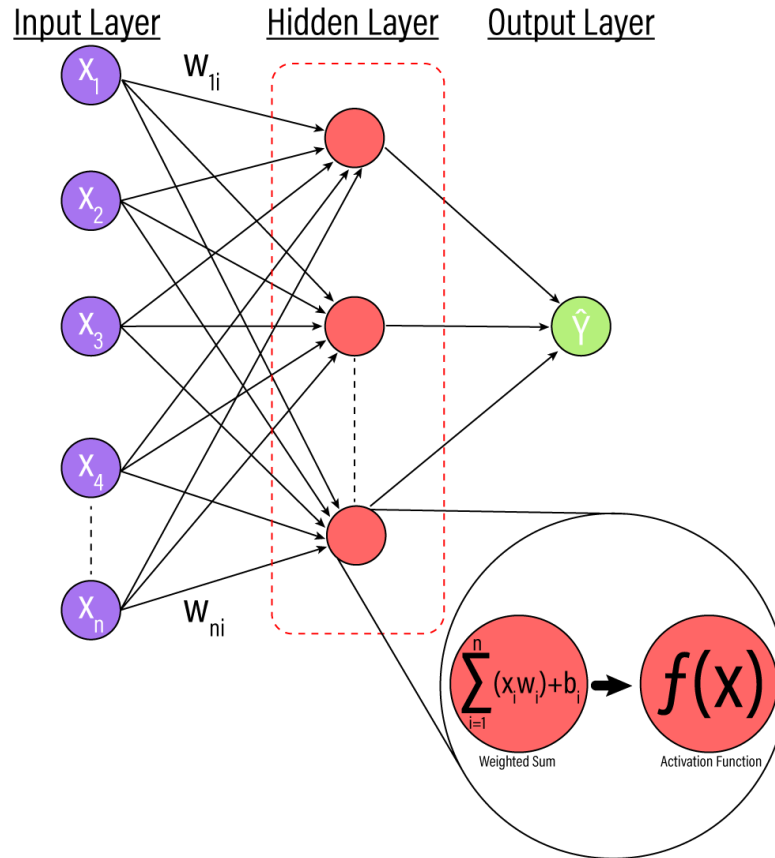 Input Layer Hidden Layer Output Layer
X₁
W₁ᵢ
X₂
X₃
Ŷ
X₄
Xₙ
Wₙᵢ
n
∑(xᵢwᵢ)+bᵢ
i=1
f(x)
Weighted Sum
Activation Function